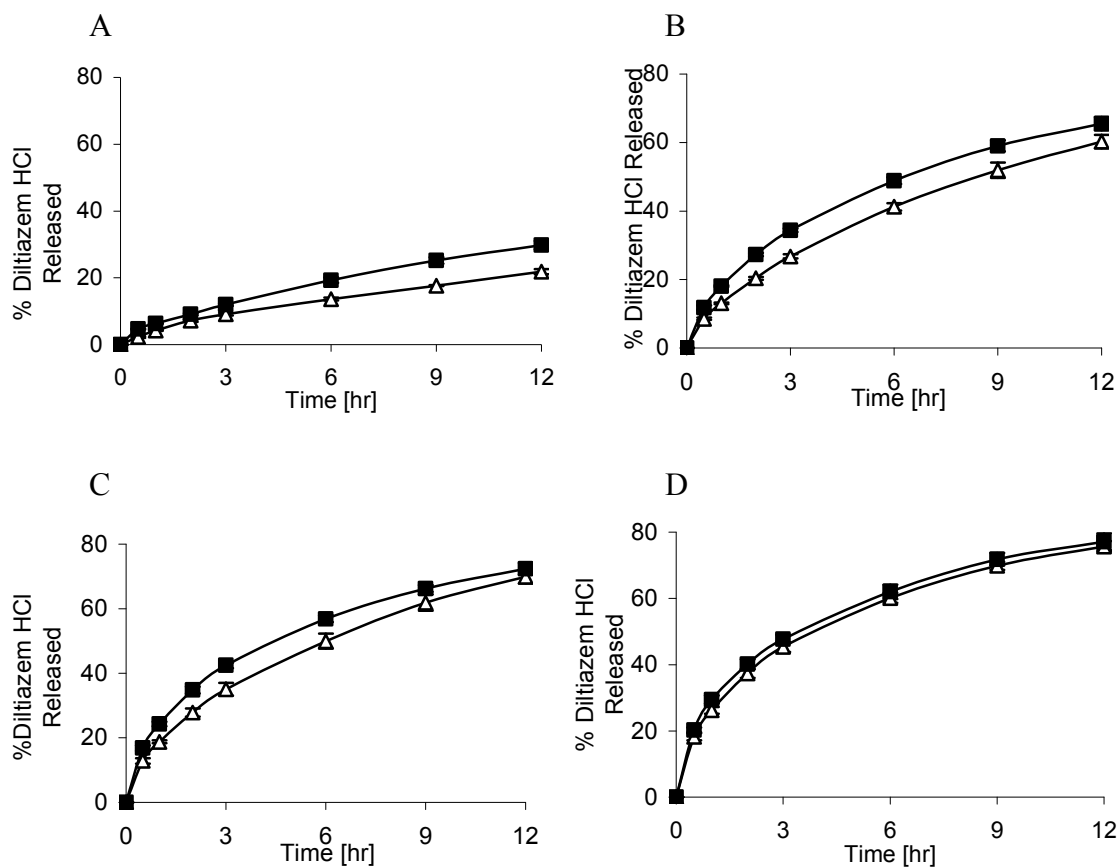 A
80
60
40
20
0
% Diltiazem HCl
Released
0 3 6 9 12
Time [hr]
B
80
60
40
20
0
% Diltiazem HCl Released
0 3 6 9 12
Time [hr]
C
80
60
40
20
0
%Diltiazem HCl
Released
0 3 6 9 12
Time [hr]
D
80
60
40
20
0
% Diltiazem HCl
Released
0 3 6 9 12
Time [hr]